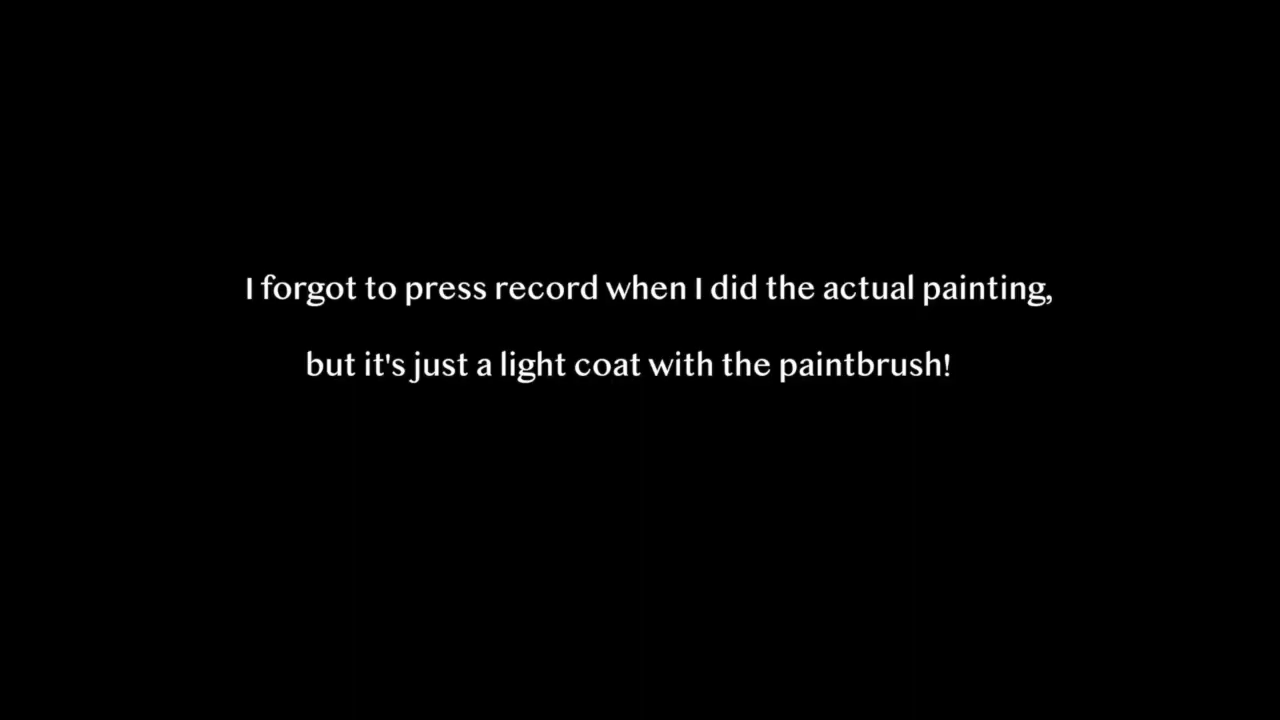 I forgot to press record when I did the actual painting,
but it's just a light coat with the paintbrush!